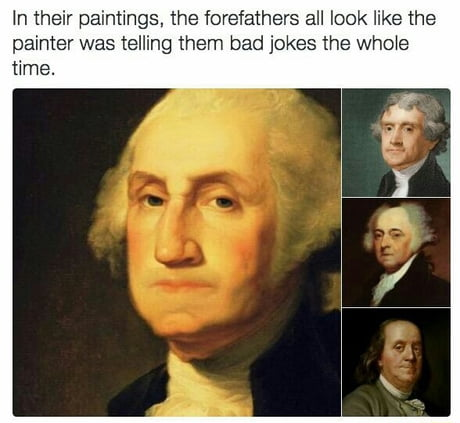 In their paintings, the forefathers all look like the
painter was telling them bad jokes the whole
time.